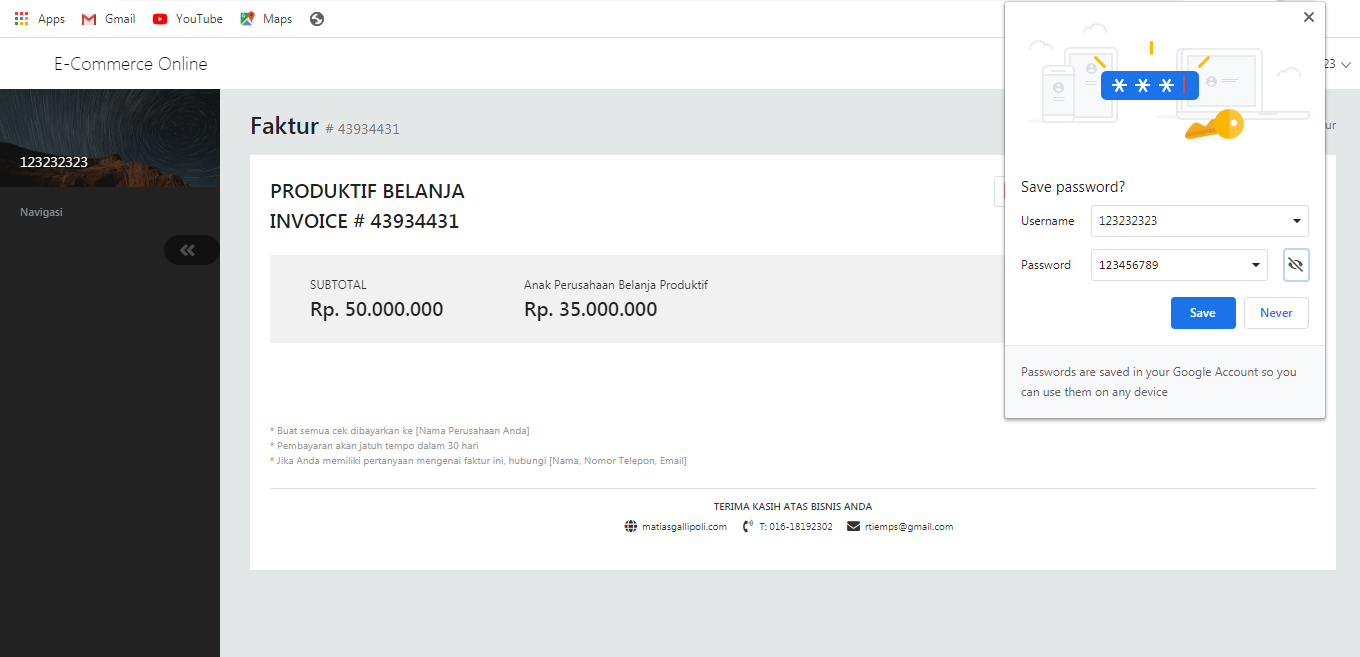 Apps Gmail YouTube Maps
E-Commerce Online
23
123232323
Navigasi
Faktur # 43934431
ur
PRODUKTIF BELANJA
INVOICE # 43934431
SUBTOTAL
Rp. 50.000.000
Anak Perusahaan Belanja Produktif
Rp. 35.000.000
* Buat semua cek dibayarkan ke [Nama Perusahaan Anda]
* Pembayaran akan jatuh tempo dalam 30 hari
* Jika Anda memiliki pertanyaan mengenai faktur ini, hubungi [Nama, Nomor Telepon, Email]
TERIMA KASIH ATAS BISNIS ANDA
matiasgallipoli.com T: 016-18192302 rtiemps@gmail.com
* * *
Save password?
Username 123232323
Password 123456789
Save Never
Passwords are saved in your Google Account so you
can use them on any device